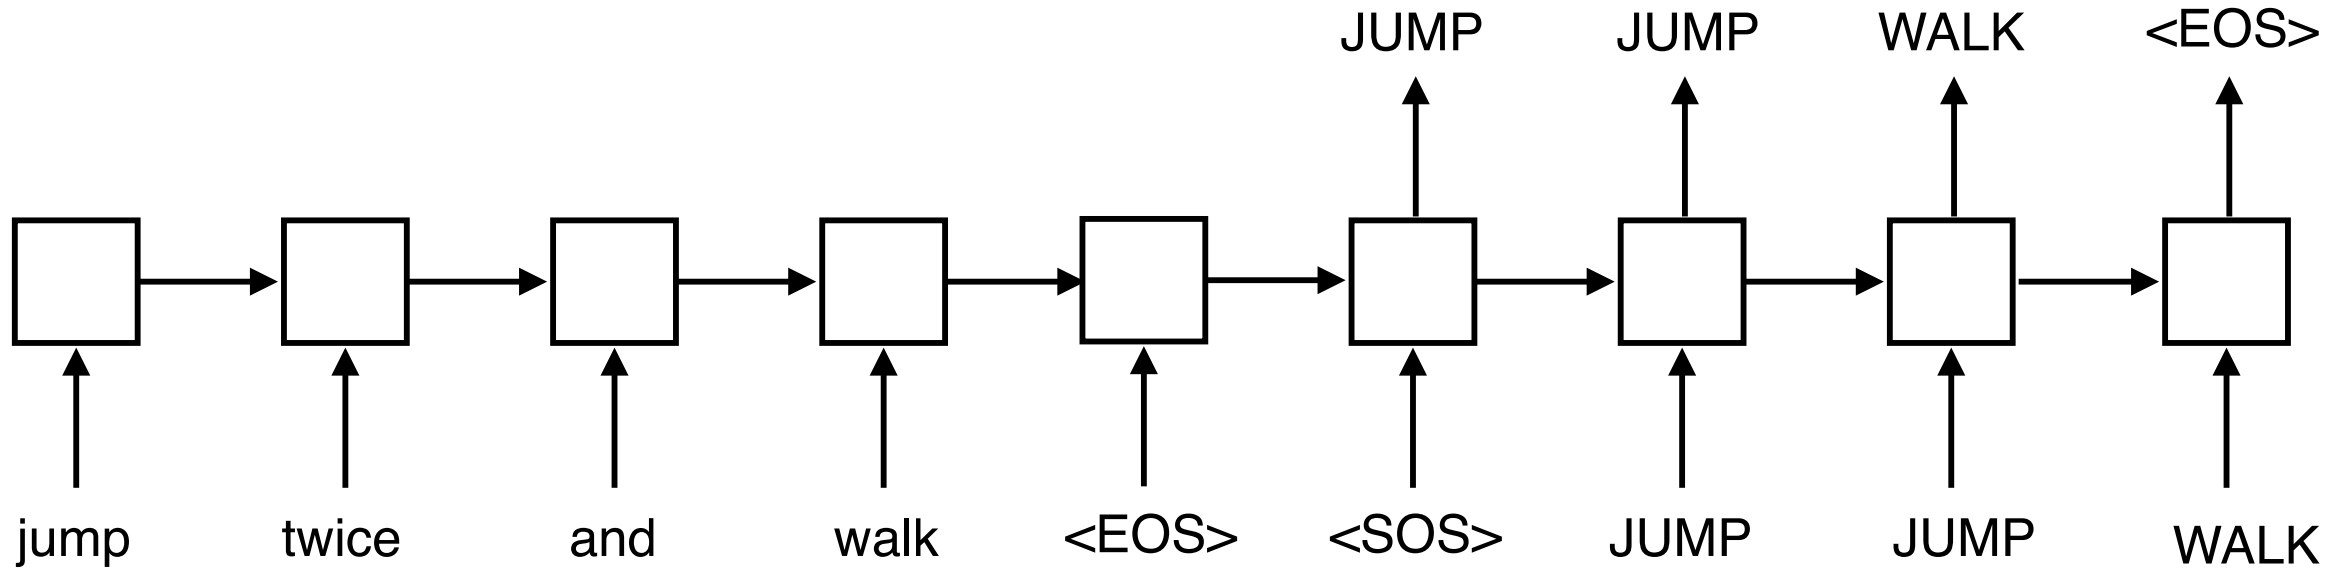 JUMP JUMP WALK <EOS>
jump twice and walk <EOS> <SOS> JUMP JUMP WALK